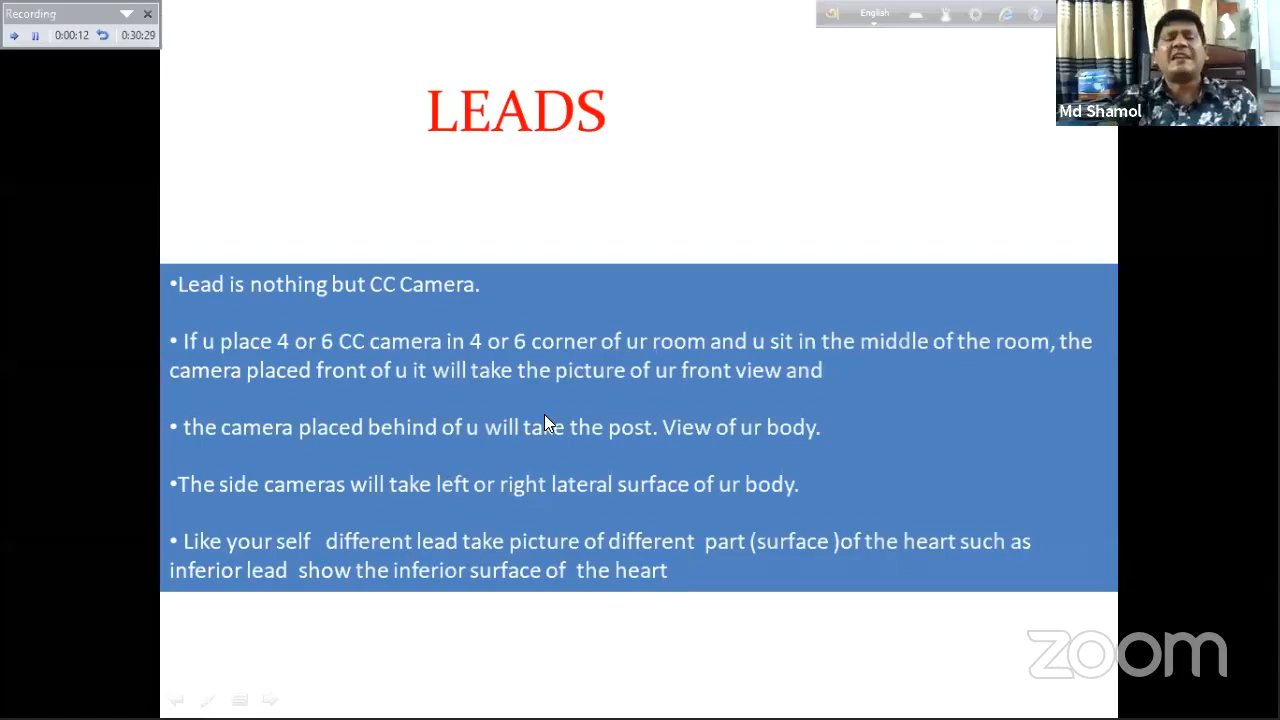 Recording
0:00:12 0:30:29
English
Md Shamol
LEADS
•Lead is nothing but CC Camera.
• If u place 4 or 6 CC camera in 4 or 6 corner of ur room and u sit in the middle of the room, the
camera placed front of u it will take the picture of ur front view and
• the camera placed behind of u will take the post. View of ur body.
•The side cameras will take left or right lateral surface of ur body.
• Like your self different lead take picture of different part (surface )of the heart such as
inferior lead show the inferior surface of the heart
zoom